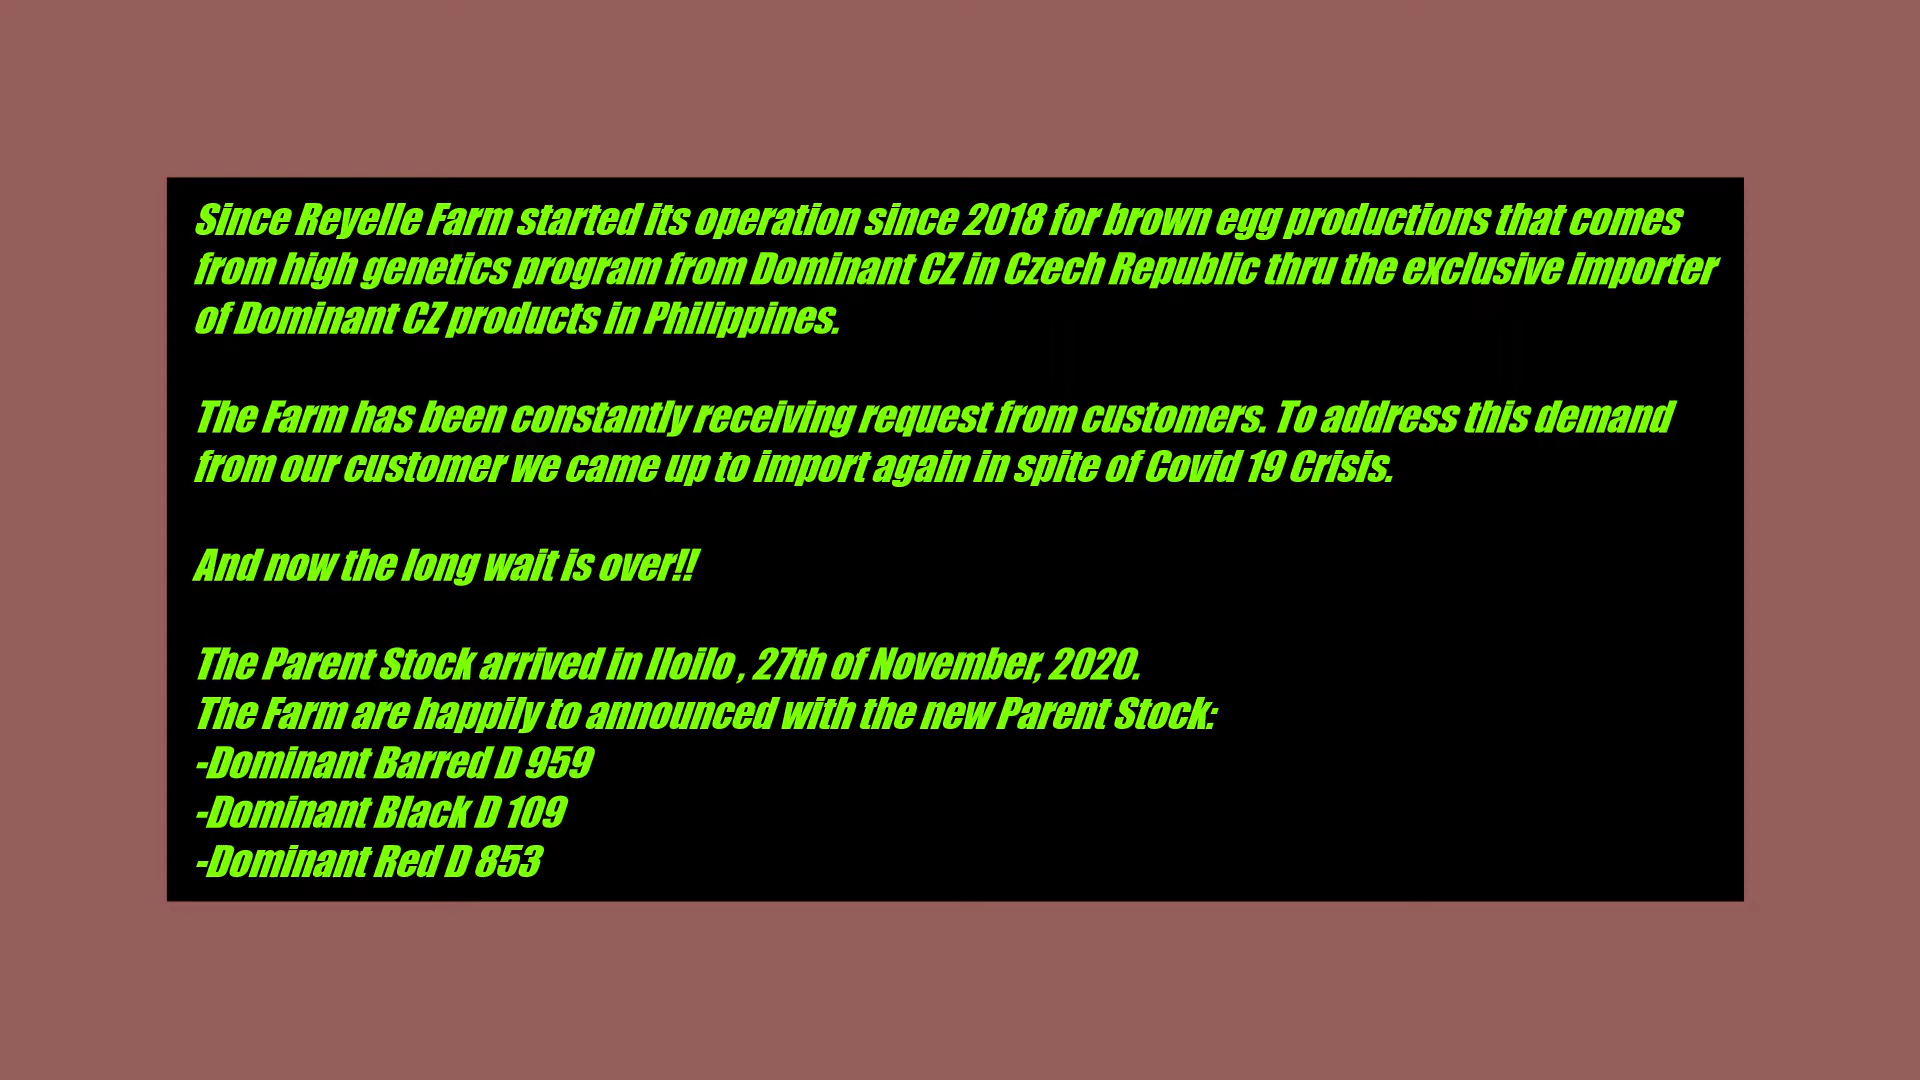 Since Reyelle Farm started its operation since 2018 for brown egg productions that comes
from high genetics program from Dominant CZ in Czech Republic thru the exclusive importer
of Dominant CZ products in Philippines.
The Farm has been constantly receiving request from customers. To address this demand
from our customer we came up to import again in spite of Covid 19 Crisis.
And now the long wait is over!!
The Parent Stock arrived in Iloilo , 27th of November, 2020.
The Farm are happily to announced with the new Parent Stock:
-Dominant Barred D 959
-Dominant Black D 109
-Dominant Red D 853